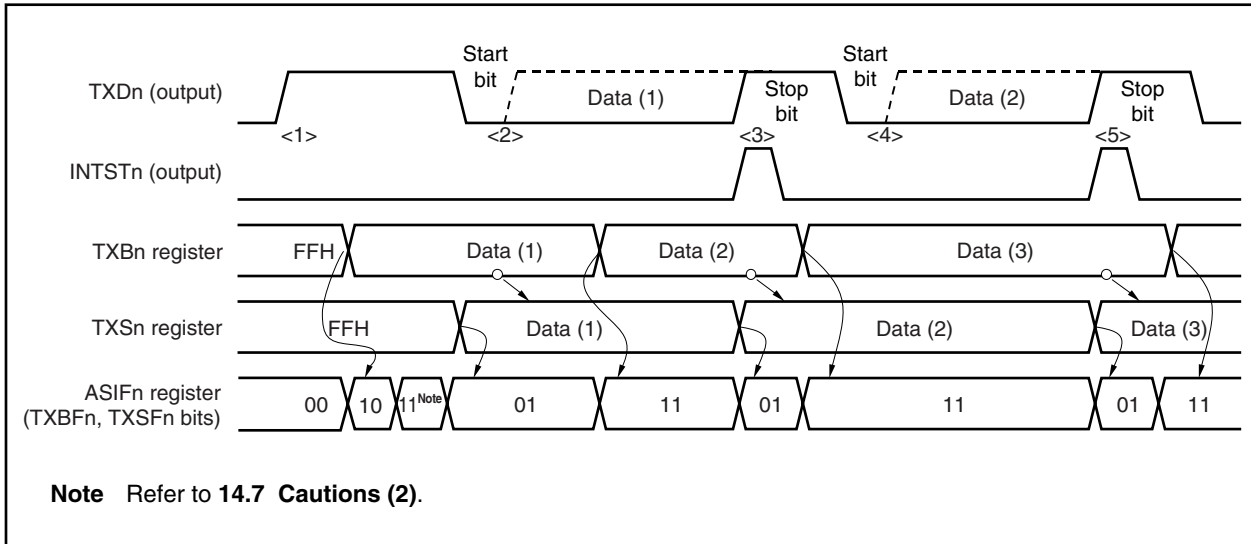 Start bit
Start bit
TXDn (output)
Data (1)
Stop bit
Data (2)
Stop bit
<1>
<2>
<3>
<4>
<5>
INTSTn (output)
TXBn register
FFH
Data (1)
Data (2)
Data (3)
TXSn register
FFH
Data (1)
Data (2)
Data (3)
ASIFn register
(TXBFn, TXSFn bits)
00
10
11Note
01
11
01
11
01
11
Note Refer to 14.7 Cautions (2).